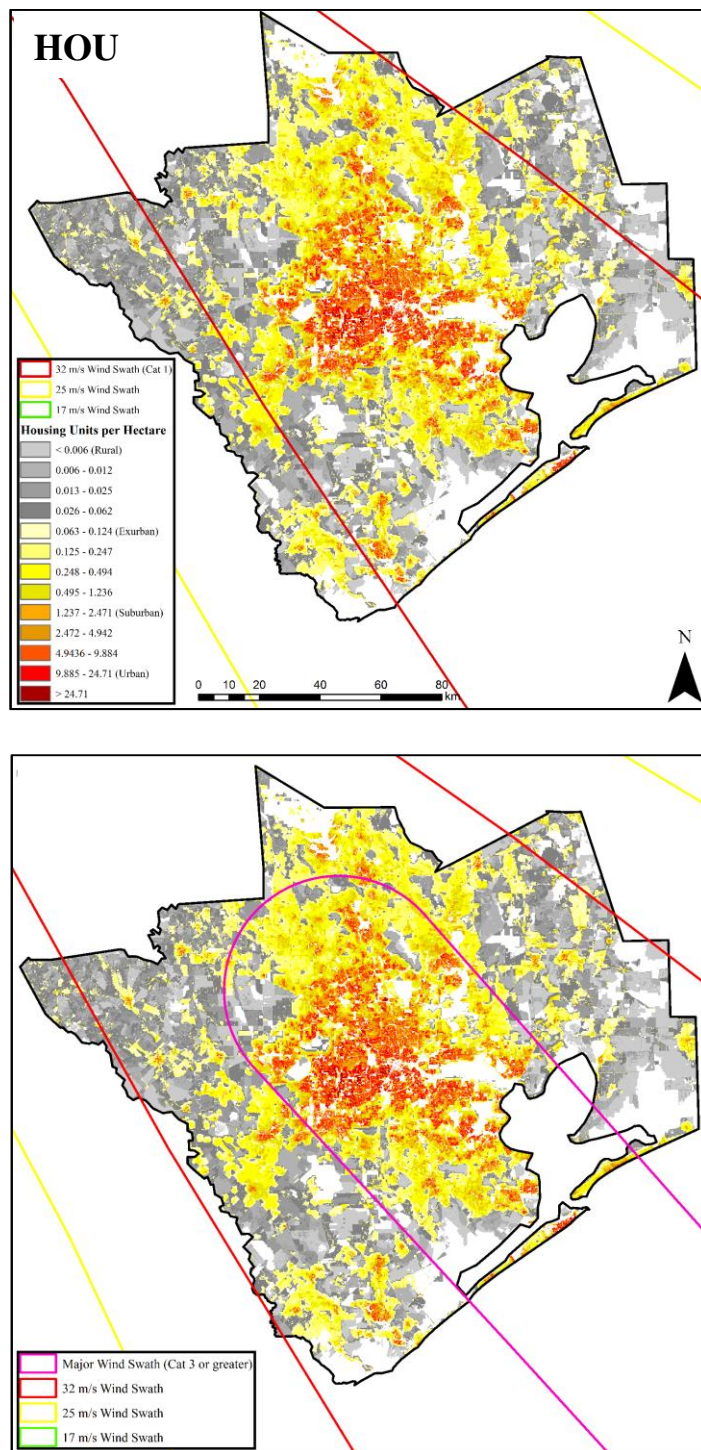 HOU
32 m/s Wind Swath (Cat 1)
25 m/s Wind Swath
17 m/s Wind Swath
Housing Units per Hectare
< 0.006 (Rural)
0.006 - 0.012
0.013 - 0.025
0.026 - 0.062
0.063 - 0.124 (Exurban)
0.125 - 0.247
0.248 - 0.494
0.495 - 1.236
1.237 - 2.471 (Suburban)
2.472 - 4.942
4.9436 - 9.884
9.885 - 24.71 (Urban)
> 24.71
0 10 20 40 60 80
km
N
Major Wind Swath (Cat 3 or greater)
32 m/s Wind Swath
25 m/s Wind Swath
17 m/s Wind Swath